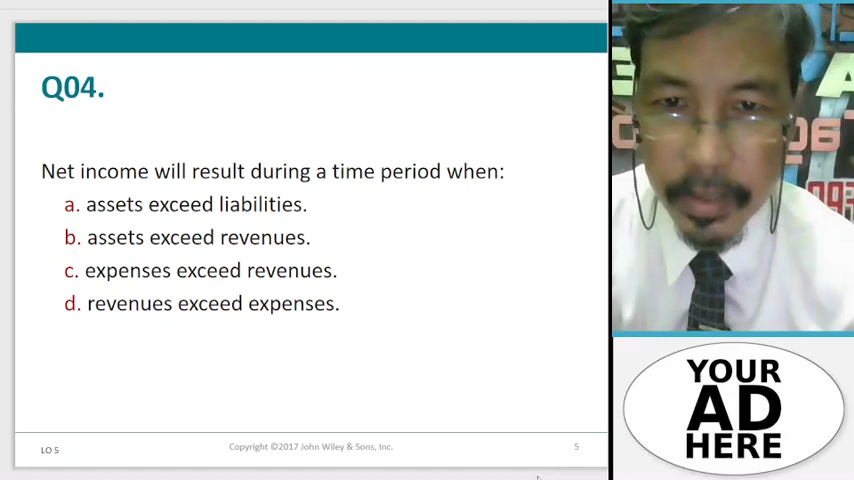 Q04.
Net income will result during a time period when:
a. assets exceed liabilities.
b. assets exceed revenues.
c. expenses exceed revenues.
d. revenues exceed expenses.
LO 5
Copyright ©2017 John Wiley & Sons, Inc.
5
YOUR
AD
HERE